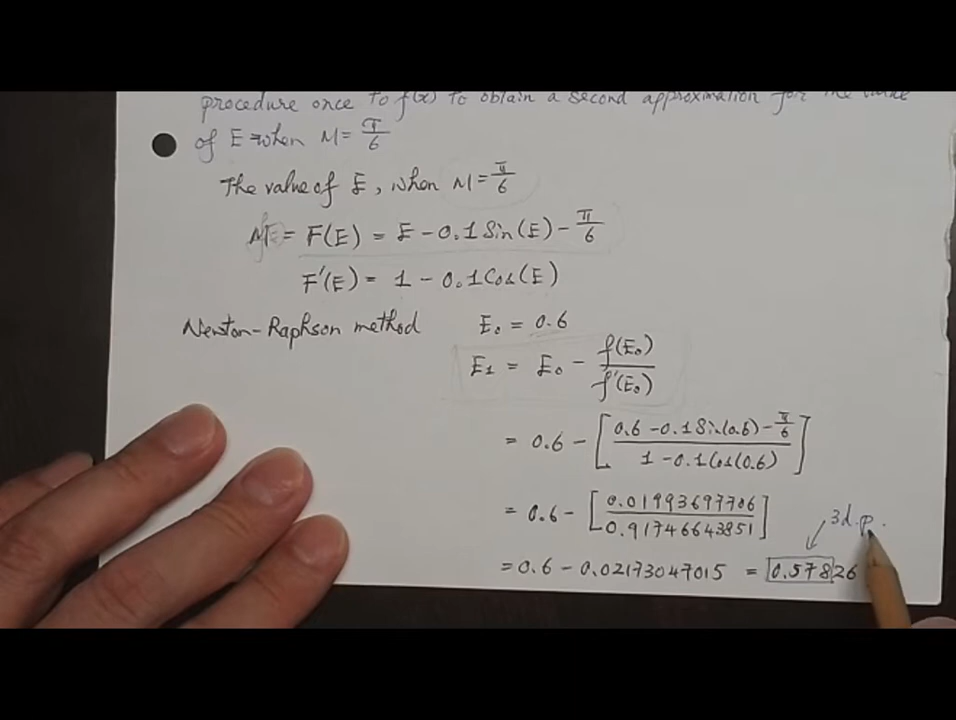 procedure once to f(x) to obtain a second approximation for the value
of E when M = π/6
The value of E, when M = π/6
M = F(E) = E - 0.1 Sin(E) - π/6
F'(E) = 1 - 0.1 Cos(E)
Newton-Raphson method E₀ = 0.6
E₁ = E₀ - f(E₀)/f'(E₀)
= 0.6 - [0.6 - 0.1 Sin(0.6) - π/6 / 1 - 0.1 Cos(0.6)]
= 0.6 - [0.01993697706 / 0.91746643851]
3d.p.
= 0.6 - 0.02173047015 = 0.57826